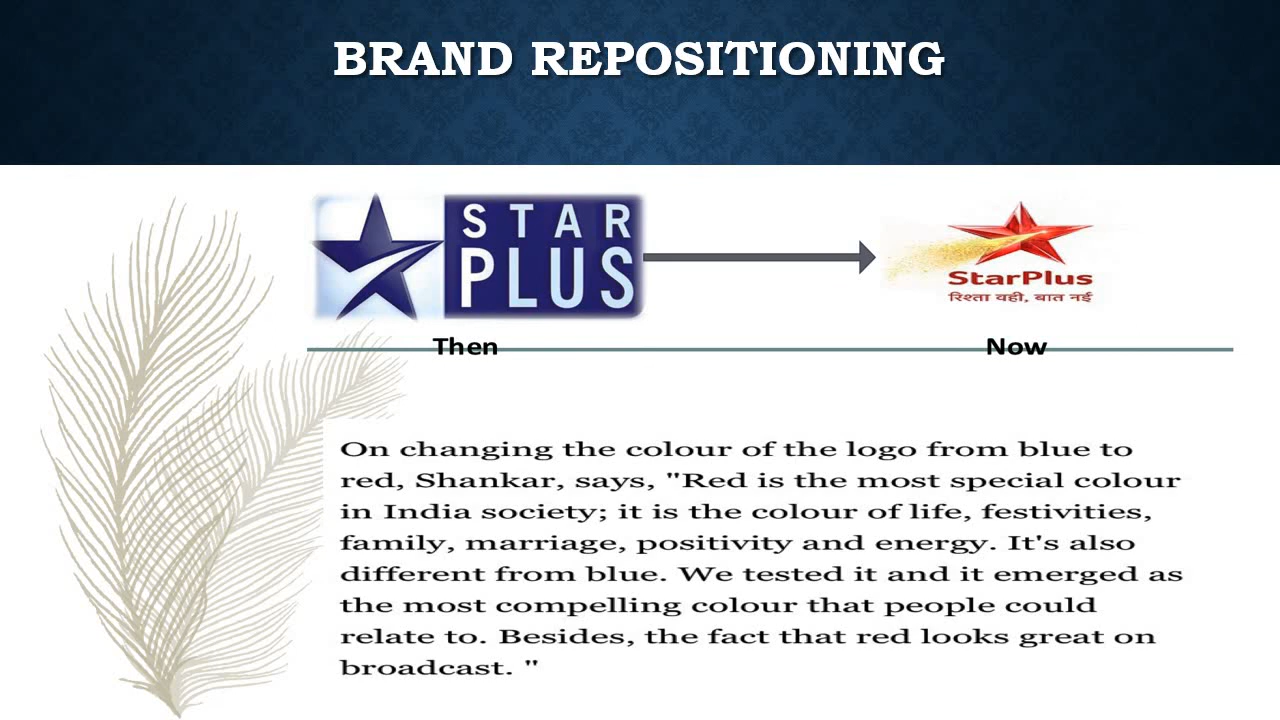 BRAND REPOSITIONING
STAR
PLUS
StarPlus
रिश्ता वही, बात नई
Then
Now
On changing the colour of the logo from blue to
red, Shankar, says, "Red is the most special colour
in India society; it is the colour of life, festivities,
family, marriage, positivity and energy. It's also
different from blue. We tested it and it emerged as
the most compelling colour that people could
relate to. Besides, the fact that red looks great on
broadcast. "